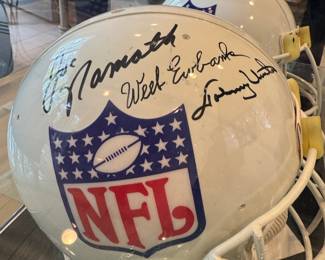 Joe Namath
Weeb Ewbank
Johnny Unitas
NFL